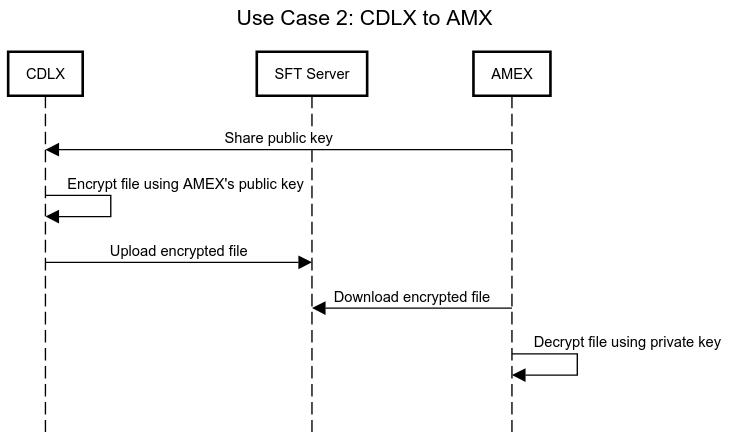 Use Case 2: CDLX to AMX
CDLX
SFT Server
AMEX
Share public key
Encrypt file using AMEX's public key
Upload encrypted file
Download encrypted file
Decrypt file using private key